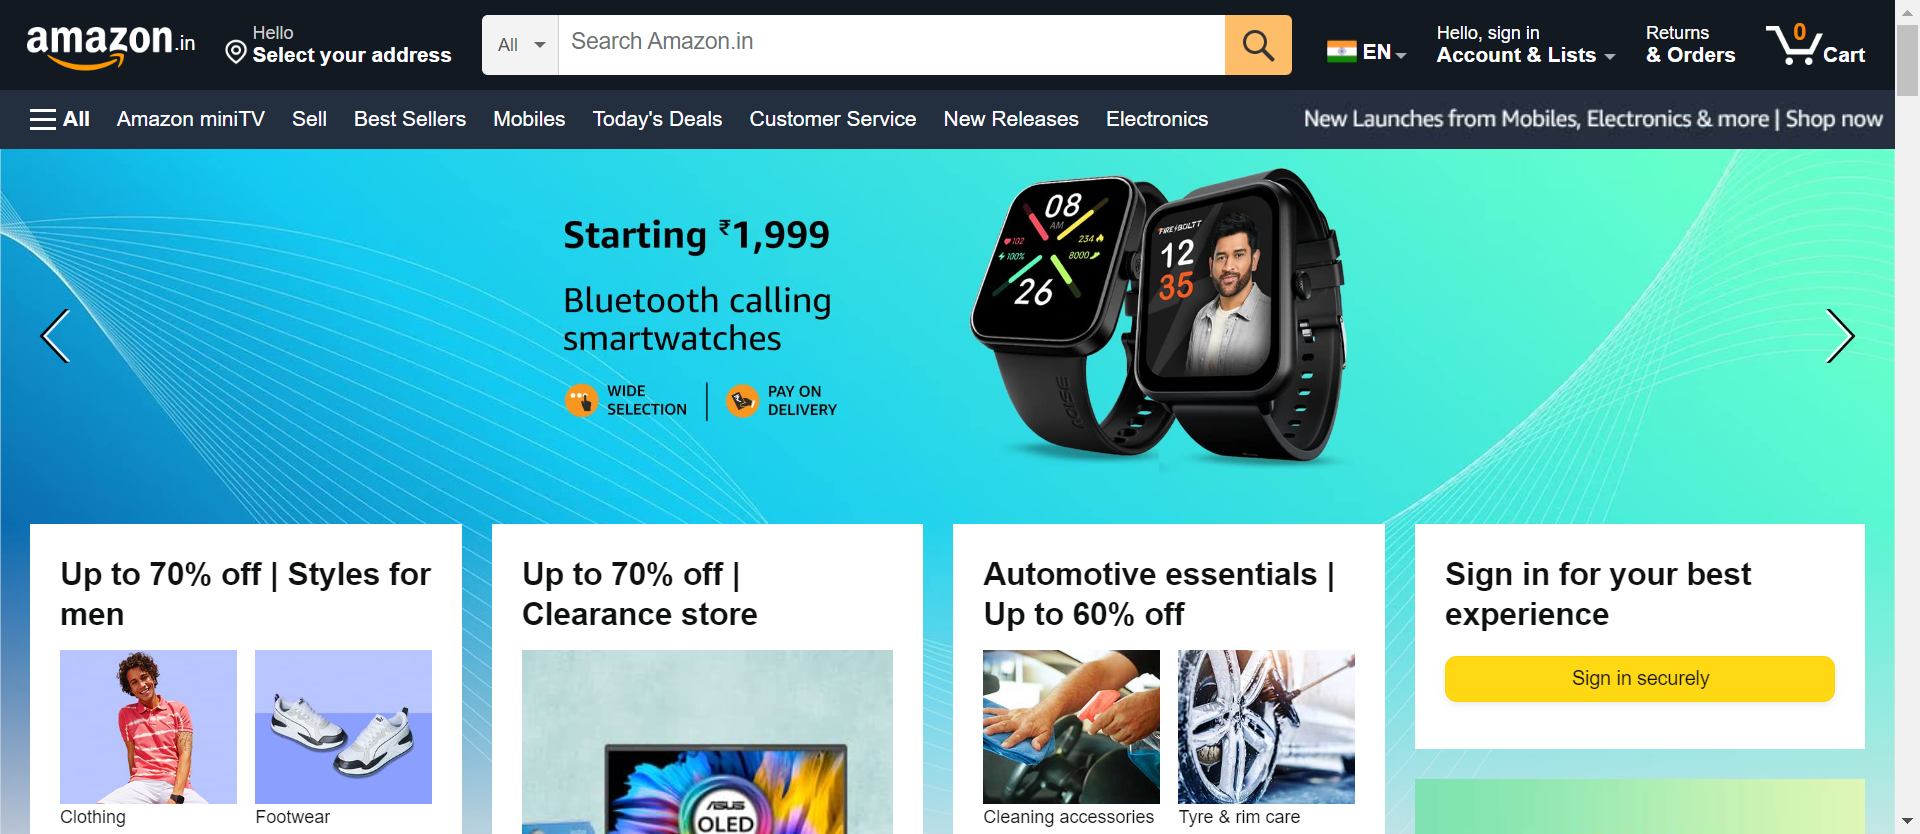 amazon.in
Hello
Select your address
All
Search Amazon.in
EN
Hello, sign in
Account & Lists
Returns
& Orders
0
Cart
All
Amazon miniTV
Sell
Best Sellers
Mobiles
Today's Deals
Customer Service
New Releases
Electronics
New Launches from Mobiles, Electronics & more | Shop now
Starting ₹1,999
Bluetooth calling
smartwatches
WIDE
SELECTION
PAY ON
DELIVERY
08
AM
102
234
100%
8000
26
NOISE
FIRE-BOLTT
12
35
Up to 70% off | Styles for
men
Clothing
Footwear
Up to 70% off |
Clearance store
ASUS
OLED
Automotive essentials |
Up to 60% off
Cleaning accessories
Tyre & rim care
Sign in for your best
experience
Sign in securely